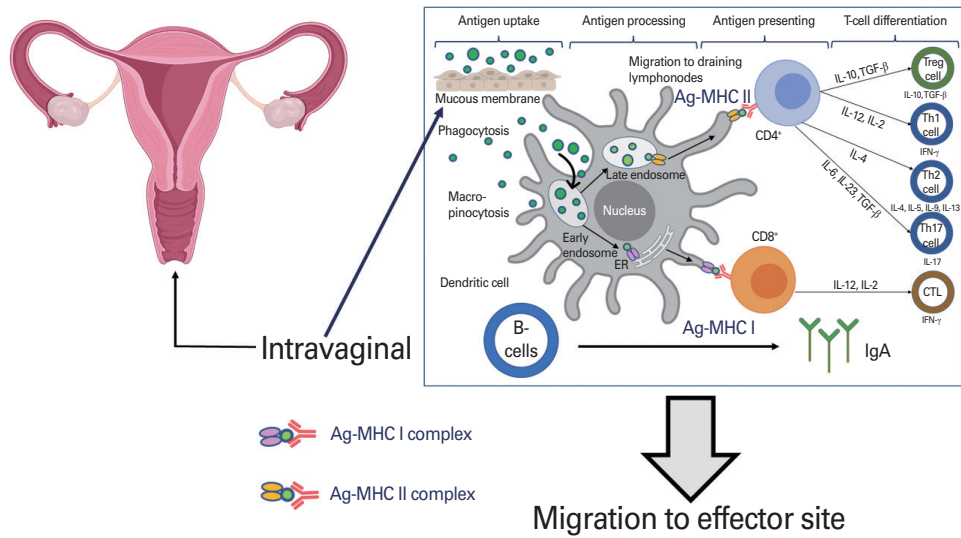 Antigen uptake
Antigen processing
Antigen presenting
T-cell differentiation
Mucous membrane
Phagocytosis
Macro-
pinocytosis
Dendritic cell
Late endosome
Nucleus
Early
endosome
ER
Migration to draining
lymphonodes
Ag-MHC II
CD4+
CD8+
Ag-MHC I
IL-10, TGF-β
IL-12, IL-2
IL-4
IL-6, IL-23, TGF-β
IL-12, IL-2
Treg
cell
IL-10, TGF-β
Th1
cell
IFN-γ
Th2
cell
IL-4, IL-5, IL-9, IL-13
Th17
cell
IL-17
CTL
IFN-γ
B-
cells
IgA
Intravaginal
Ag-MHC I complex
Ag-MHC II complex
Migration to effector site